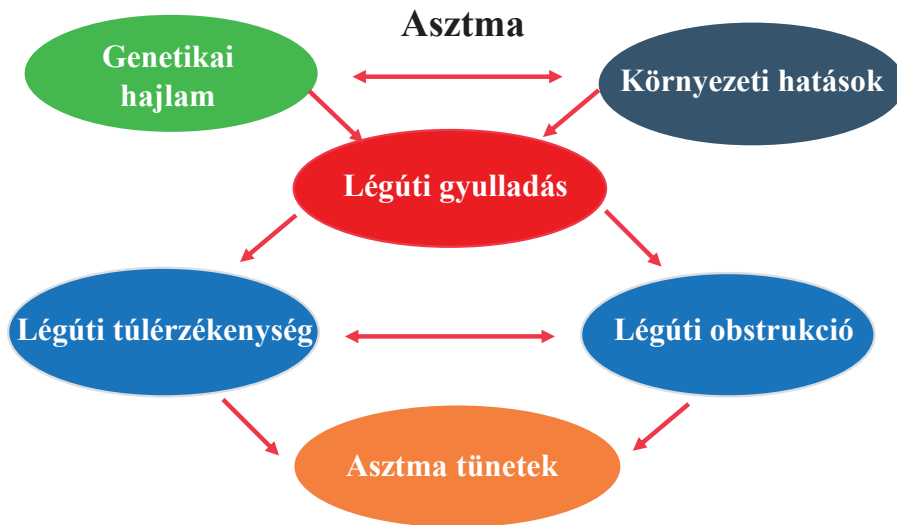 Asztma
Genetikai
hajlam
Környezeti hatások
Légúti gyulladás
Légúti túlérzékenység
Légúti obstrukció
Asztma tünetek